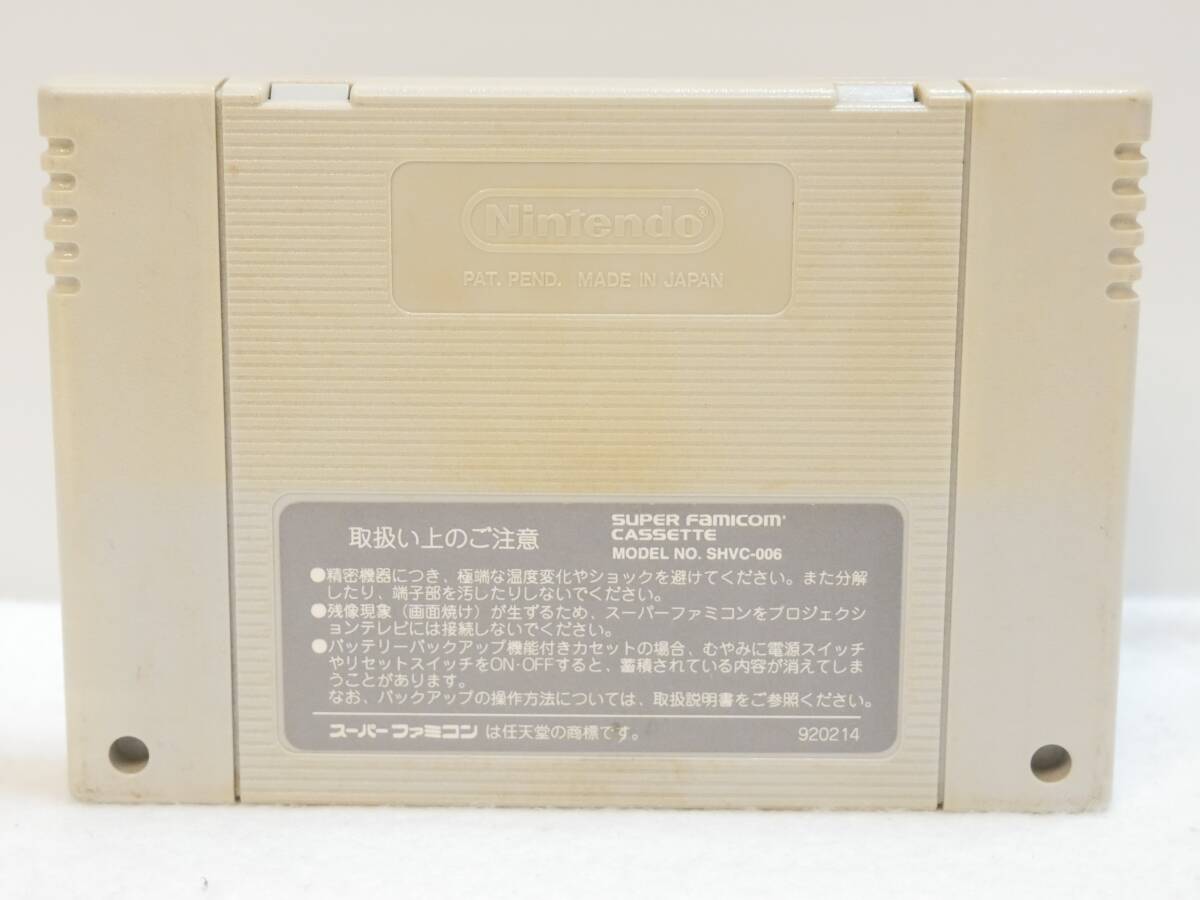 Nintendo®
PAT. PEND. MADE IN JAPAN
取扱い上のご注意
SUPER FAMICOM
CASSETTE
MODEL NO. SHVC-006
●精密機器につき、極端な温度変化やショックを避けてください。また分解
したり、端子部を汚したりしないでください。
●残像現象（画面焼け）が生ずるため、スーパーファミコンをプロジェクシ
ョンテレビには接続しないでください。
●バッテリーバックアップ機能付きカセットの場合、むやみに電源スイッチ
やリセットスイッチをON・OFFすると、蓄積されている内容が消えてしま
うことがあります。
なお、バックアップの操作方法については、取扱説明書をご参照ください。
スーパーファミコン は任天堂の商標です。
920214